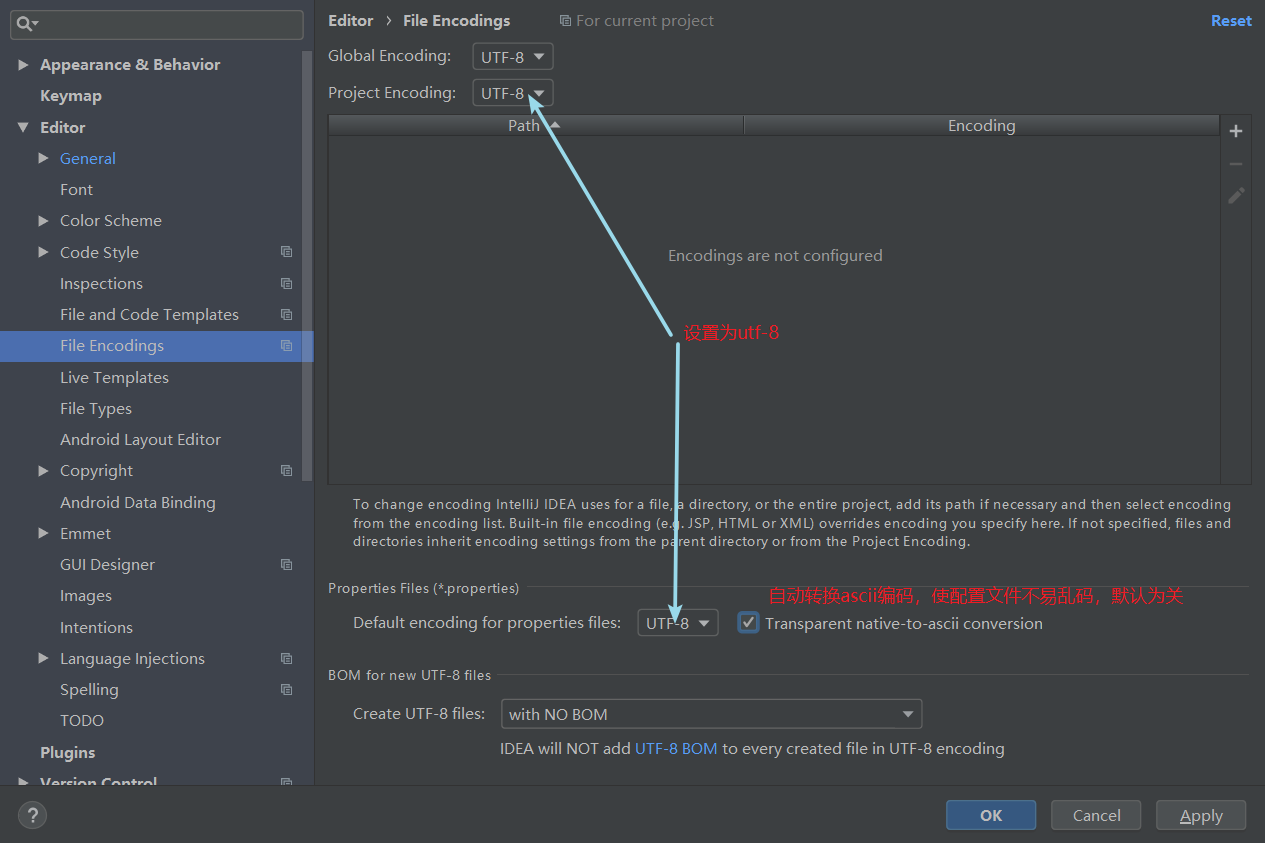 Editor › File Encodings
For current project
Reset
Appearance & Behavior
Keymap
Editor
General
Font
Color Scheme
Code Style
Inspections
File and Code Templates
File Encodings
Live Templates
File Types
Android Layout Editor
Copyright
Android Data Binding
Emmet
GUI Designer
Images
Intentions
Language Injections
Spelling
TODO
Plugins
Version Control
Global Encoding: UTF-8
Project Encoding: UTF-8
Path Encoding
Encodings are not configured
设置为utf-8
To change encoding IntelliJ IDEA uses for a file, a directory, or the entire project, add its path if necessary and then select encoding
from the encoding list. Built-in file encoding (e.g. JSP, HTML or XML) overrides encoding you specify here. If not specified, files and
directories inherit encoding settings from the parent directory or from the Project Encoding.
Properties Files (*.properties)
自动转换ascii编码，使配置文件不易乱码，默认为关
Default encoding for properties files: UTF-8 Transparent native-to-ascii conversion
BOM for new UTF-8 files
Create UTF-8 files: with NO BOM
IDEA will NOT add UTF-8 BOM to every created file in UTF-8 encoding
?
OK Cancel Apply